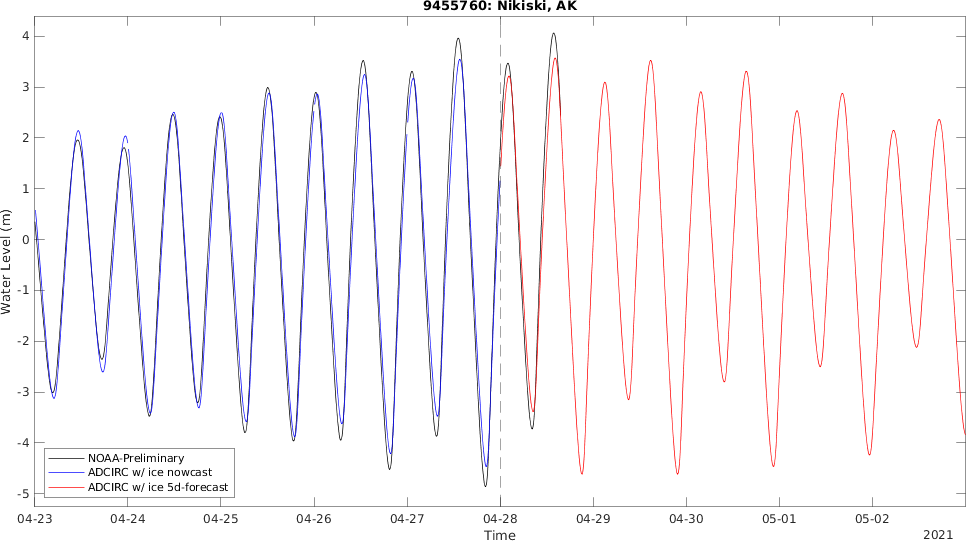 9455760: Nikiski, AK
4
3
2
1
0
-1
-2
-3
-4
-5
Water Level (m)
NOAA-Preliminary
ADCIRC w/ ice nowcast
ADCIRC w/ ice 5d-forecast
04-23 04-24 04-25 04-26 04-27 04-28 04-29 04-30 05-01 05-02
Time
2021